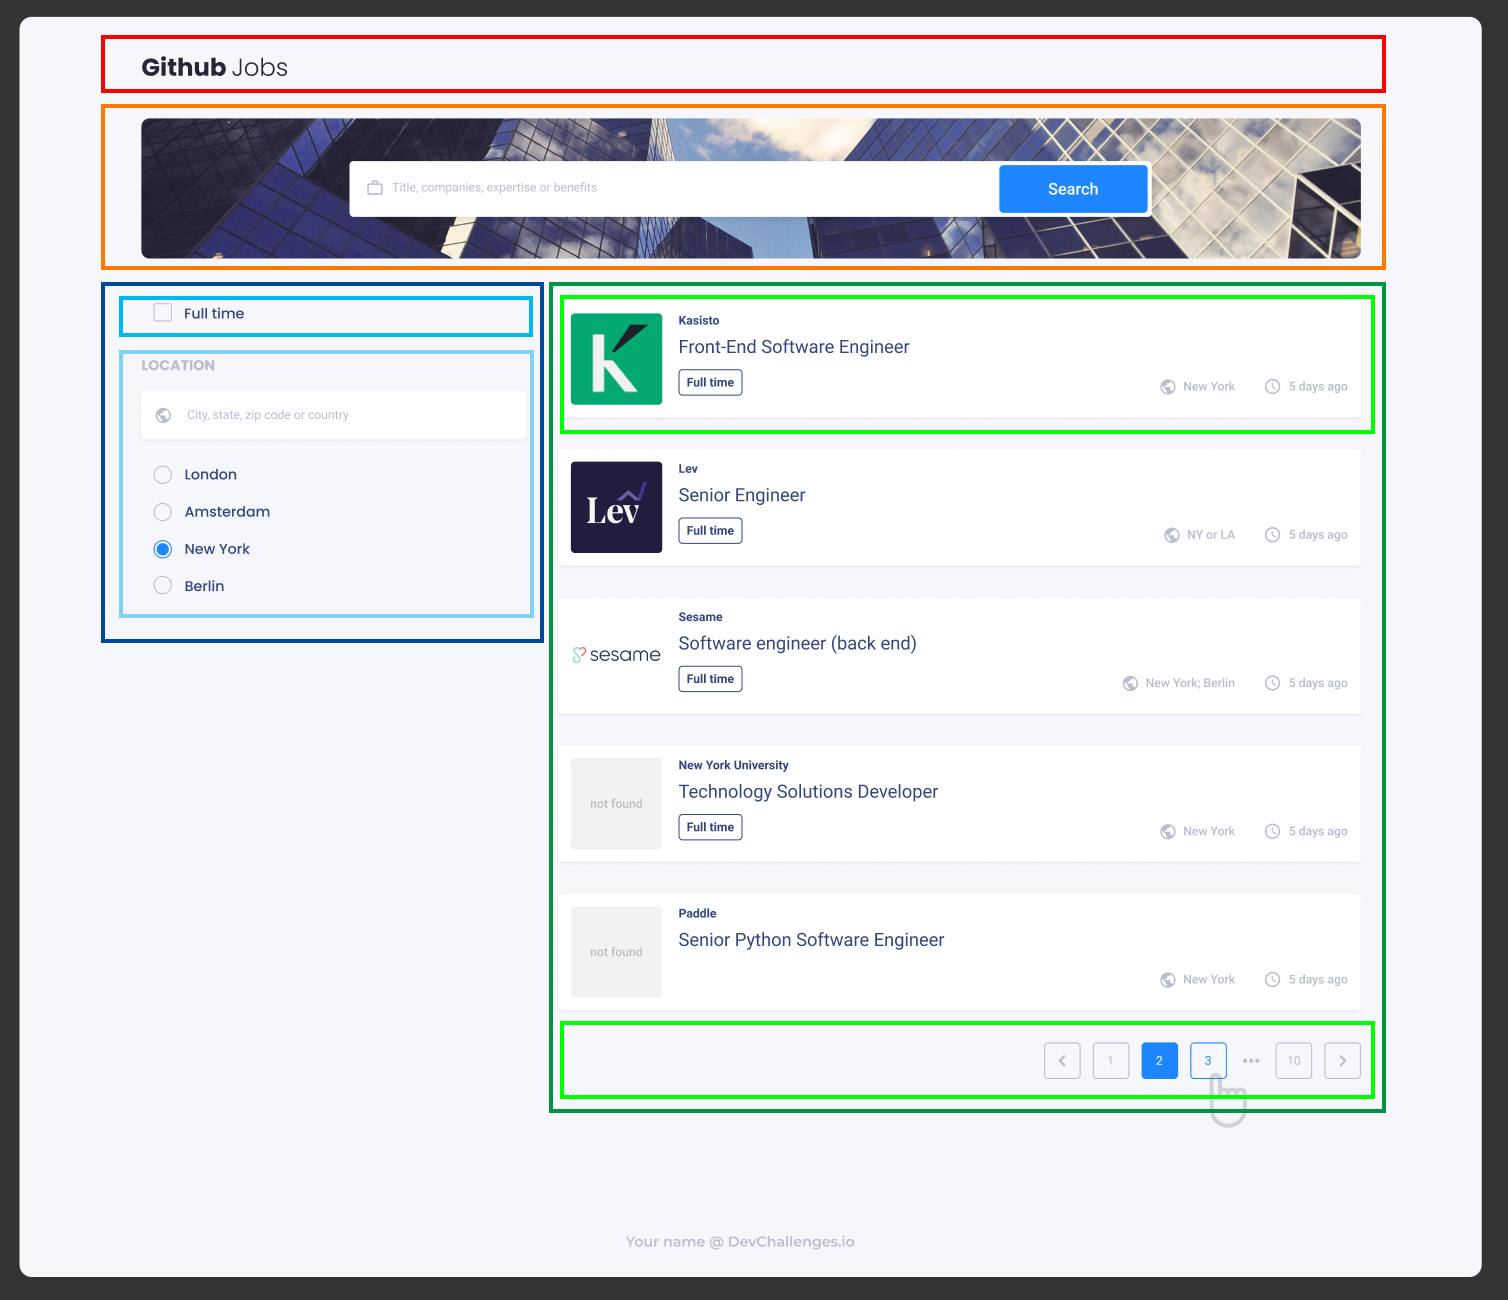 Github Jobs
Title, companies, expertise or benefits
Search
Full time
LOCATION
City, state, zip code or country
London
Amsterdam
New York
Berlin
Kasisto
Front-End Software Engineer
Full time
New York
5 days ago
Lev
Lev
Senior Engineer
Full time
NY or LA
5 days ago
sesame
Sesame
Software engineer (back end)
Full time
New York; Berlin
5 days ago
not found
New York University
Technology Solutions Developer
Full time
New York
5 days ago
not found
Paddle
Senior Python Software Engineer
New York
5 days ago
1 2 3 ••• 10
Your name @ DevChallenges.io